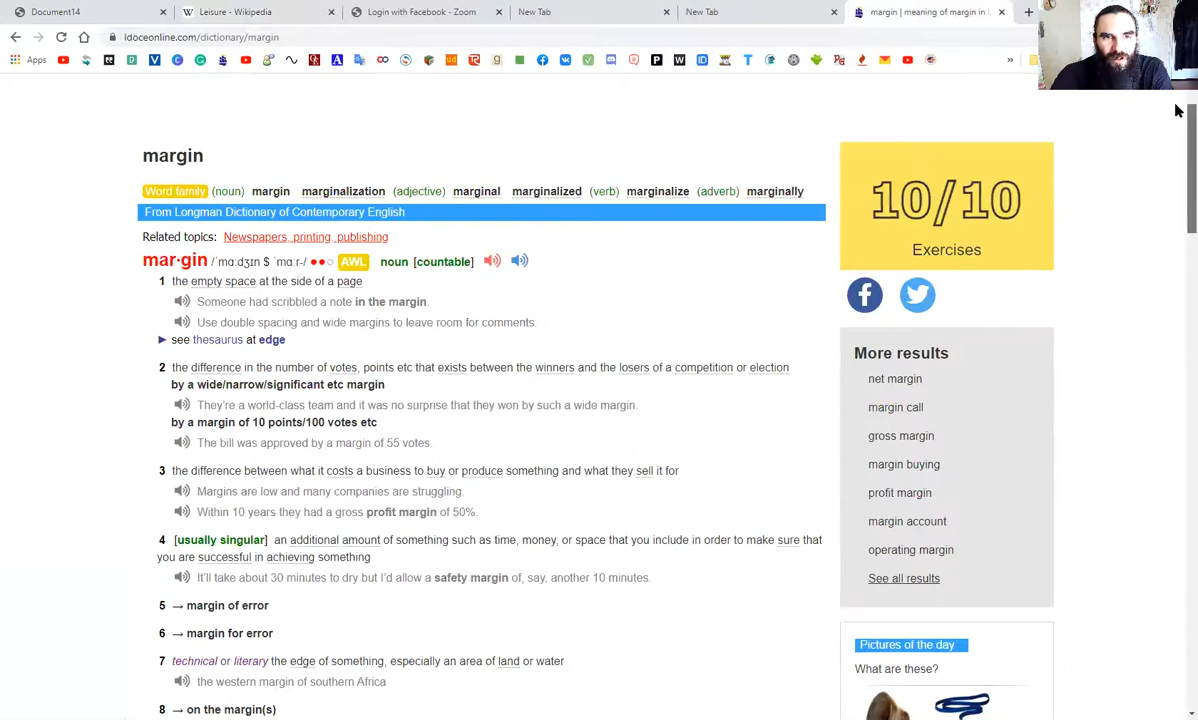 Document14
Leisure - Wikipedia
Login with Facebook - Zoom
New Tab
New Tab
margin | meaning of margin in
ldoceonline.com/dictionary/margin
Apps
margin
Word family (noun) margin marginalization (adjective) marginal marginalized (verb) marginalize (adverb) marginally
From Longman Dictionary of Contemporary English
Related topics: Newspapers, printing, publishing
mar·gin /ˈmɑːdʒɪn $ ˈmɑːr-/ ●●○ AWL noun [countable]
1 the empty space at the side of a page
Someone had scribbled a note in the margin.
Use double spacing and wide margins to leave room for comments.
► see thesaurus at edge
2 the difference in the number of votes, points etc that exists between the winners and the losers of a competition or election
by a wide/narrow/significant etc margin
They're a world-class team and it was no surprise that they won by such a wide margin.
by a margin of 10 points/100 votes etc
The bill was approved by a margin of 55 votes.
3 the difference between what it costs a business to buy or produce something and what they sell it for
Margins are low and many companies are struggling.
Within 10 years they had a gross profit margin of 50%.
4 [usually singular] an additional amount of something such as time, money, or space that you include in order to make sure that
you are successful in achieving something
It'll take about 30 minutes to dry but I'd allow a safety margin of, say, another 10 minutes.
5 → margin of error
6 → margin for error
7 technical or literary the edge of something, especially an area of land or water
the western margin of southern Africa
8 → on the margin(s)
10/10
Exercises
More results
net margin
margin call
gross margin
margin buying
profit margin
margin account
operating margin
See all results
Pictures of the day
What are these?